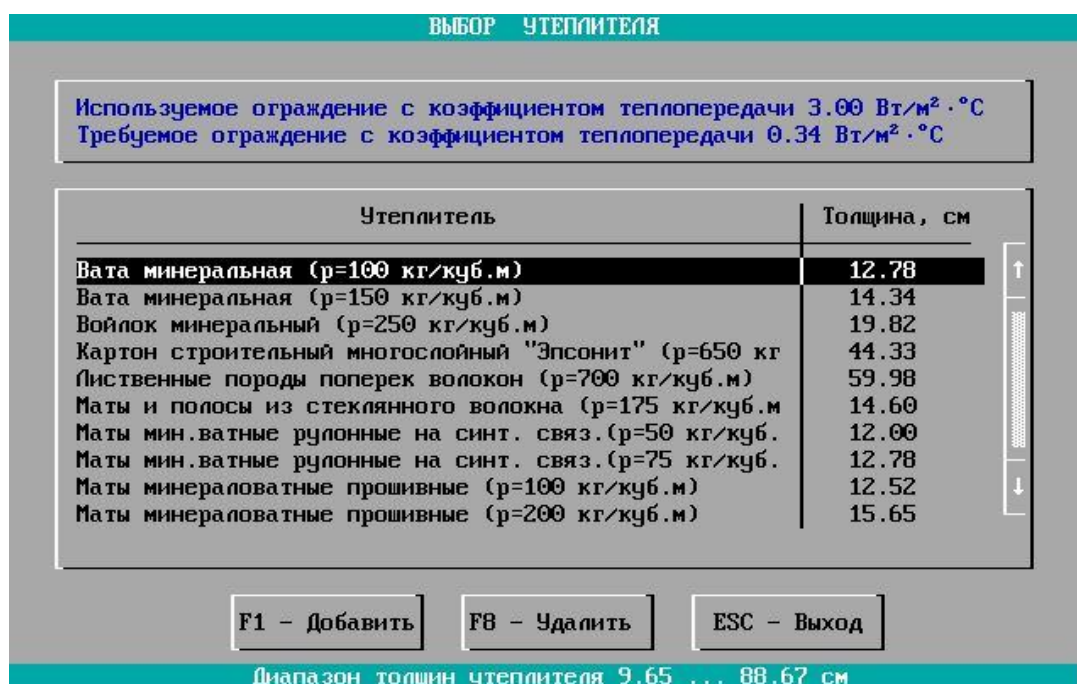 ВЫБОР УТЕПЛИТЕЛЯ
Используемое ограждение с коэффициентом теплопередачи 3.00 Вт/м²·°С
Требуемое ограждение с коэффициентом теплопередачи 0.34 Вт/м²·°С
Утеплитель Толщина, см
Вата минеральная (р=100 кг/куб.м) 12.78
Вата минеральная (р=150 кг/куб.м) 14.34
Войлок минеральный (р=250 кг/куб.м) 19.82
Картон строительный многослойный "Эпсонит" (р=650 кг 44.33
Лиственные породы поперек волокон (р=700 кг/куб.м) 59.98
Маты и полосы из стеклянного волокна (р=175 кг/куб.м 14.60
Маты мин.ватные рулонные на синт. связ.(р=50 кг/куб. 12.00
Маты мин.ватные рулонные на синт. связ.(р=75 кг/куб. 12.78
Маты минераловатные прошивные (р=100 кг/куб.м) 12.52
Маты минераловатные прошивные (р=200 кг/куб.м) 15.65
F1 - Добавить F8 - Удалить ESC - Выход
Диапазон толщин утеплителя 9.65 ... 88.67 см